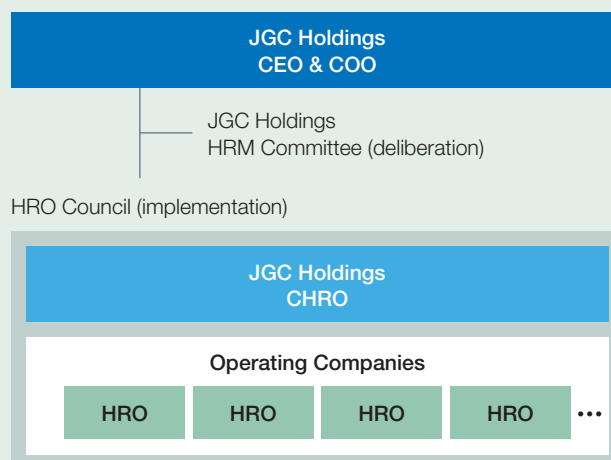 JGC Holdings
CEO & COO
JGC Holdings
HRM Committee (deliberation)
HRO Council (implementation)
JGC Holdings
CHRO
Operating Companies
HRO HRO HRO HRO ...